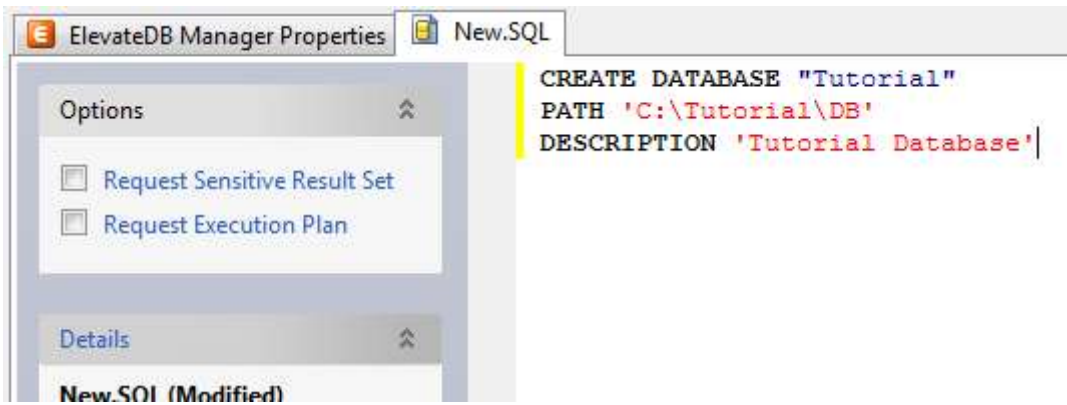 ElevateDB Manager Properties
New.SQL
Options
Request Sensitive Result Set
Request Execution Plan
Details
New.SQL (Modified)
CREATE DATABASE "Tutorial"
PATH 'C:\Tutorial\DB'
DESCRIPTION 'Tutorial Database'